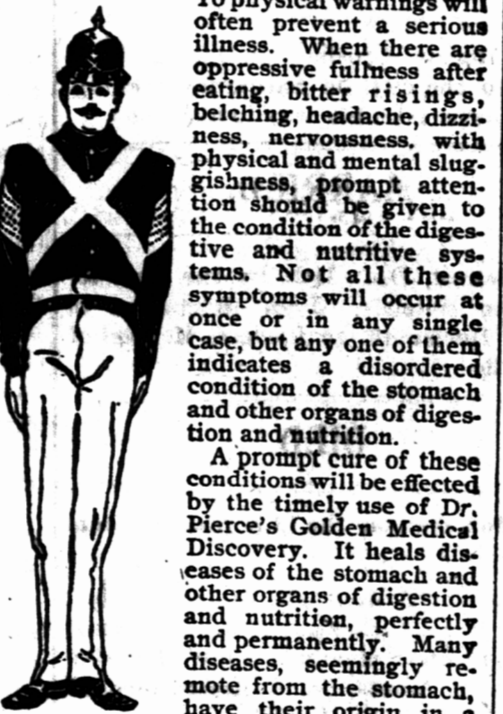 To physical warnings will
often prevent a serious
illness. When there are
oppressive fullness after
eating, bitter risings,
belching, headache, dizzi-
ness, nervousness. with
physical and mental slug-
gishness, prompt atten-
tion should be given to
the condition of the diges-
tive and nutritive sys-
tems. Not all these
symptoms will occur at
once or in any single
case, but any one of them
indicates a disordered
condition of the stomach
and other organs of diges-
tion and nutrition.
A prompt cure of these
conditions will be effected
by the timely use of Dr.
Pierce's Golden Medical
Discovery. It heals dis-
eases of the stomach and
other organs of digestion
and nutrition, perfectly
and permanently. Many
diseases, seemingly re-
mote from the stomach,
have their origin in a